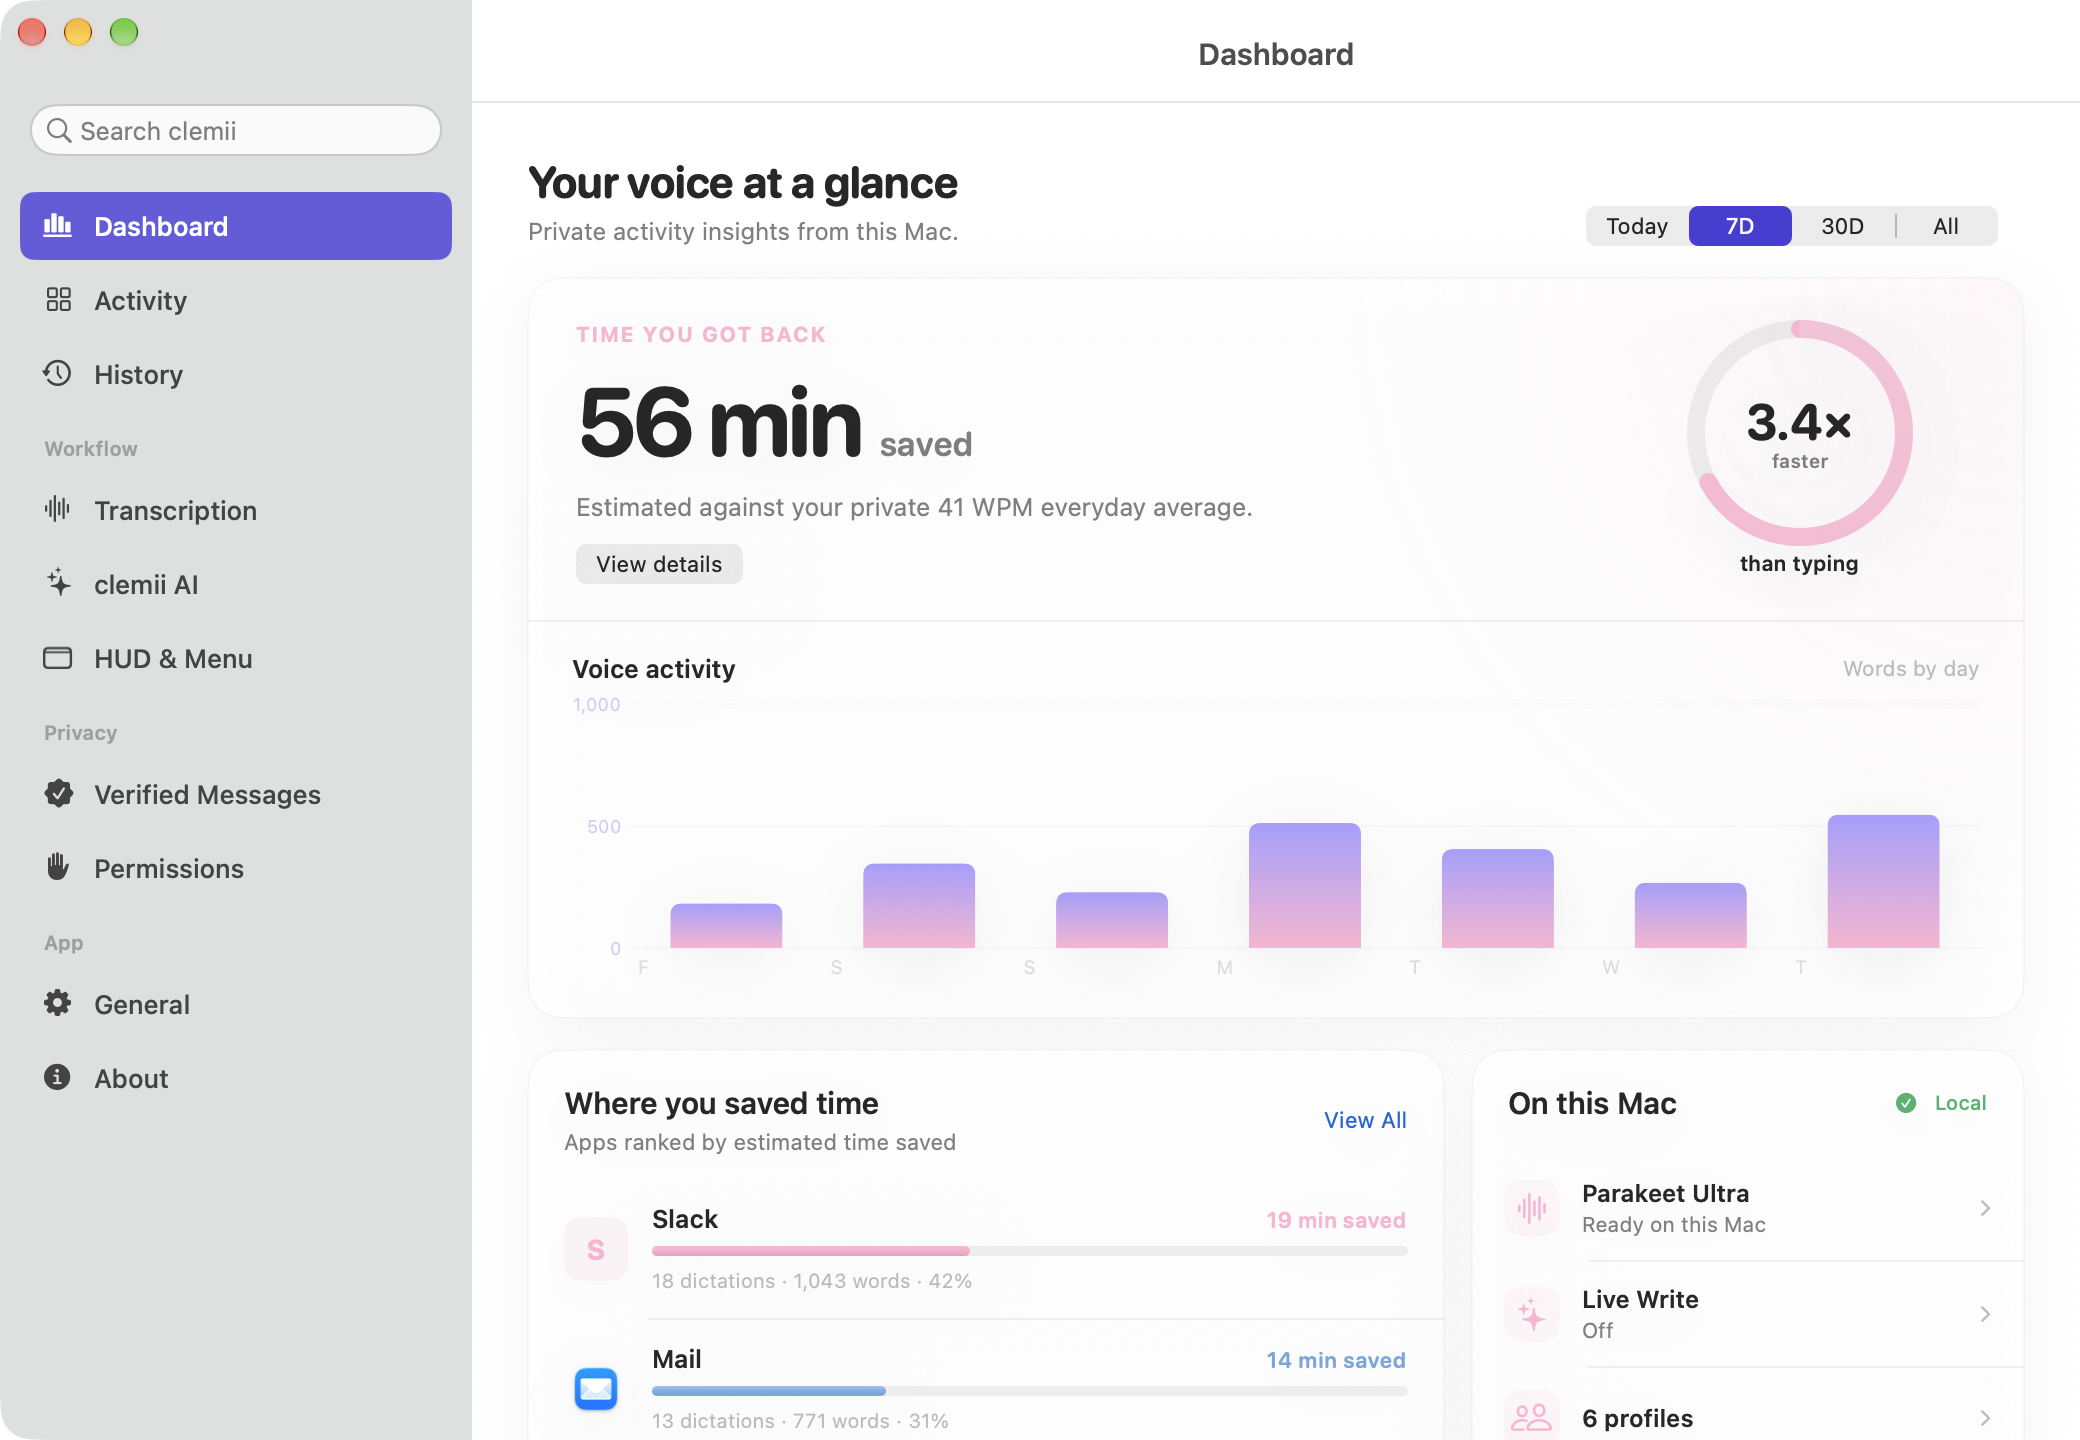 Dashboard
Search clemii
Dashboard
Activity
History
Workflow
Transcription
clemii AI
HUD & Menu
Privacy
Verified Messages
Permissions
App
General
About
Your voice at a glance
Private activity insights from this Mac.
Today 7D 30D All
TIME YOU GOT BACK
56 min saved
Estimated against your private 41 WPM everyday average.
View details
3.4×
faster
than typing
Voice activity
Words by day
1,000
500
0
F S S M T W T
Where you saved time
Apps ranked by estimated time saved
View All
S
Slack
19 min saved
18 dictations · 1,043 words · 42%
Mail
14 min saved
13 dictations · 771 words · 31%
On this Mac
Local
Parakeet Ultra
Ready on this Mac
Live Write
Off
6 profiles